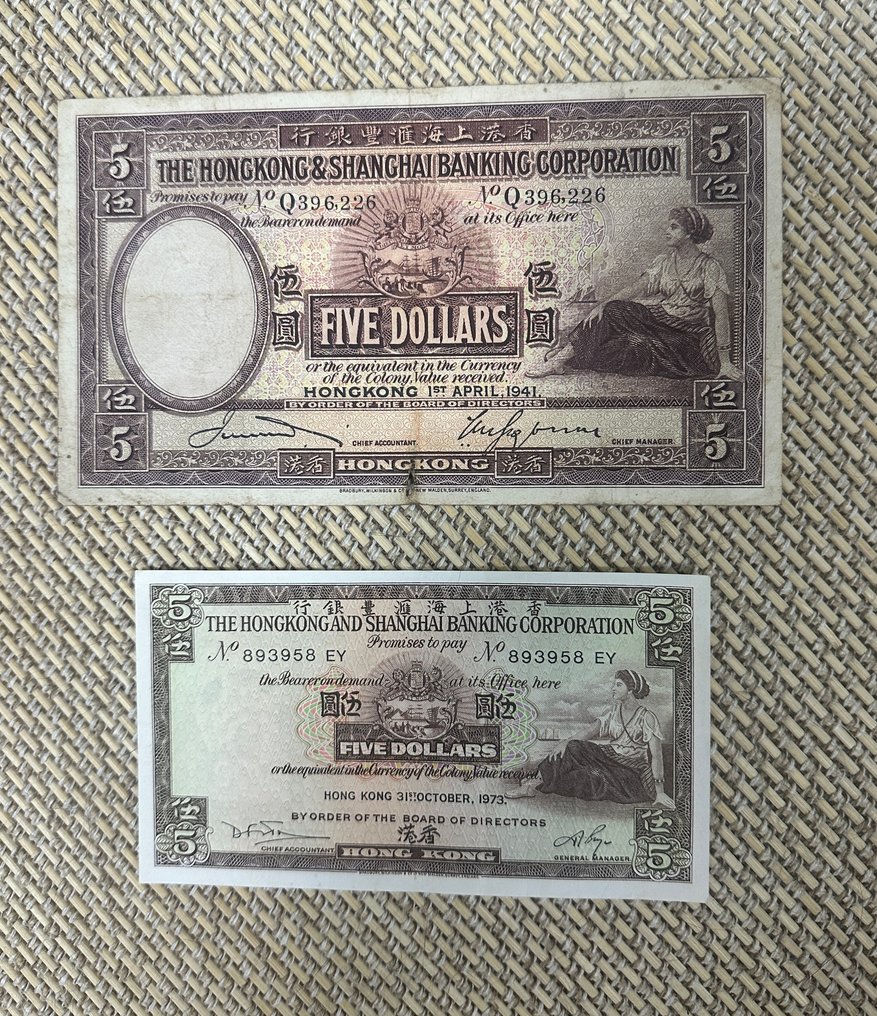 行銀豐滙海上港香
5 THE HONGKONG & SHANGHAI BANKING CORPORATION 5
伍 Promises to pay No Q396,226 No Q396,226 伍
the Bearer on demand at its Office here
伍圓 伍圓
FIVE DOLLARS
or the equivalent in the Currency
of the Colony, Value received.
HONGKONG 1ST APRIL, 1941.
伍 BY ORDER OF THE BOARD OF DIRECTORS 伍
5 CHIEF ACCOUNTANT. CHIEF MANAGER. 5
港香 HONGKONG 港香
BRADBURY, WILKINSON & Co NEW MALDEN, SURREY, ENGLAND.
5 行銀豐滙海上港香 5
THE HONGKONG AND SHANGHAI BANKING CORPORATION
伍 Promises to pay 伍
No 893958 EY No 893958 EY
the Bearer on demand at its Office here
圓伍 圓伍
FIVE DOLLARS
or the equivalent in the Currency of the Colony, Value received.
HONG KONG 31ST OCTOBER, 1973.
伍 BY ORDER OF THE BOARD OF DIRECTORS 伍
港香
5 CHIEF ACCOUNTANT. HONG KONG GENERAL MANAGER 5